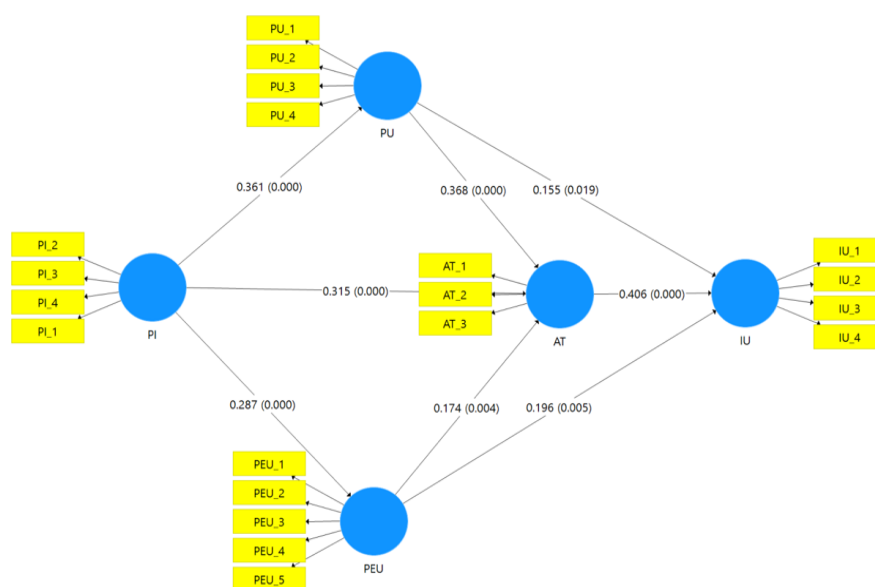 PU_1
PU_2
PU_3
PU_4
PU
0.361 (0.000)
0.368 (0.000)
0.155 (0.019)
PI_2
PI_3
PI_4
PI_1
PI
0.315 (0.000)
AT_1
AT_2
AT_3
AT
0.406 (0.000)
IU_1
IU_2
IU_3
IU_4
IU
0.287 (0.000)
0.174 (0.004)
0.196 (0.005)
PEU_1
PEU_2
PEU_3
PEU_4
PEU_5
PEU